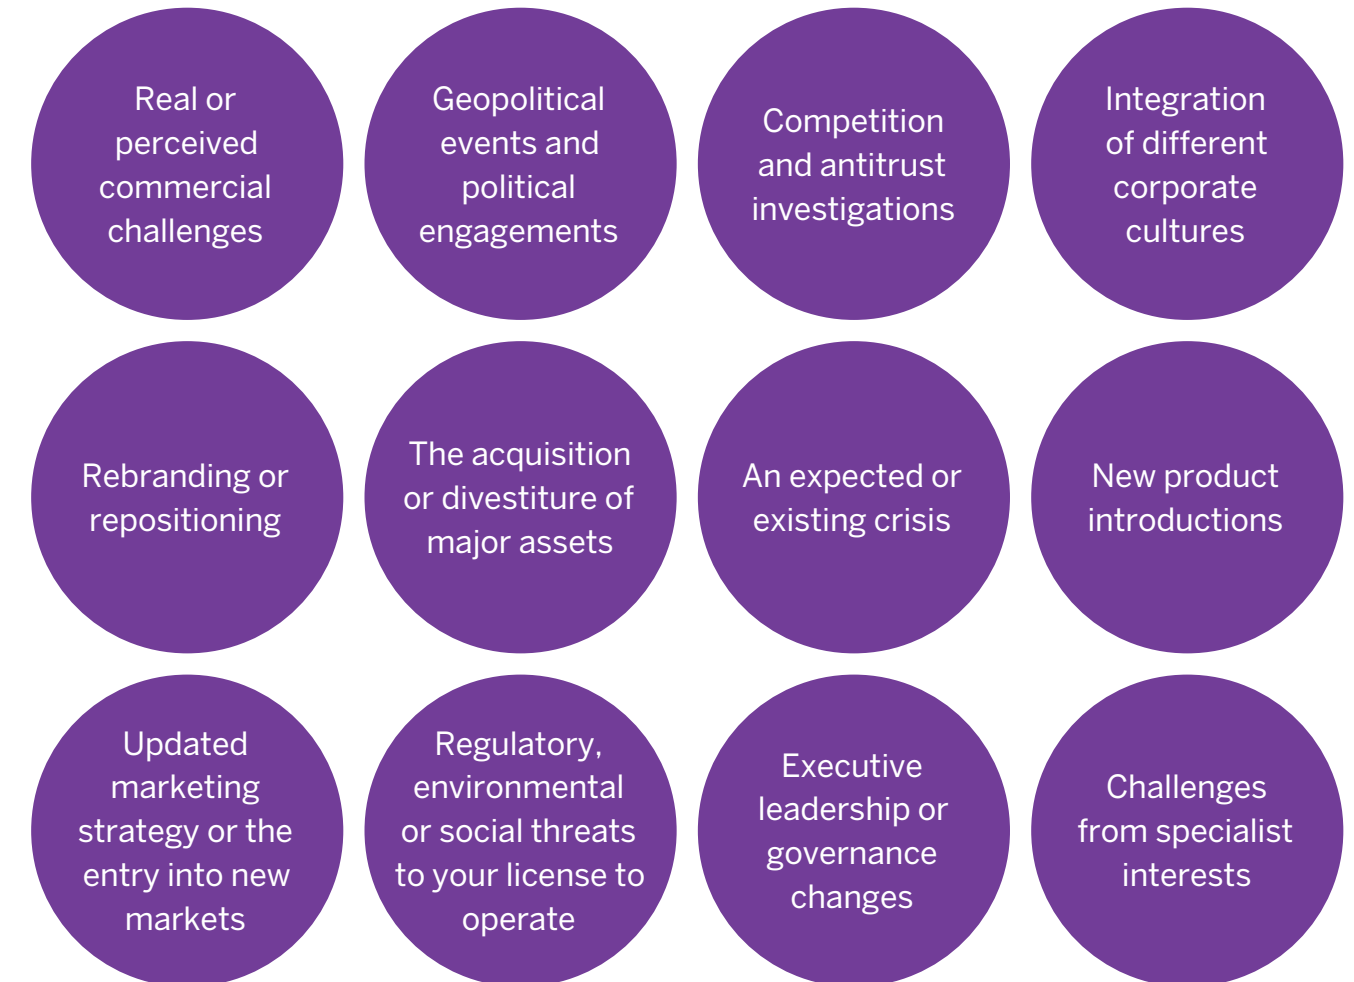 Real or
perceived
commercial
challenges
Geopolitical
events and
political
engagements
Competition
and antitrust
investigations
Integration
of different
corporate
cultures
Rebranding or
repositioning
The acquisition
or divestiture of
major assets
An expected or
existing crisis
New product
introductions
Updated
marketing
strategy or the
entry into new
markets
Regulatory,
environmental
or social threats
to your license to
operate
Executive
leadership or
governance
changes
Challenges
from specialist
interests